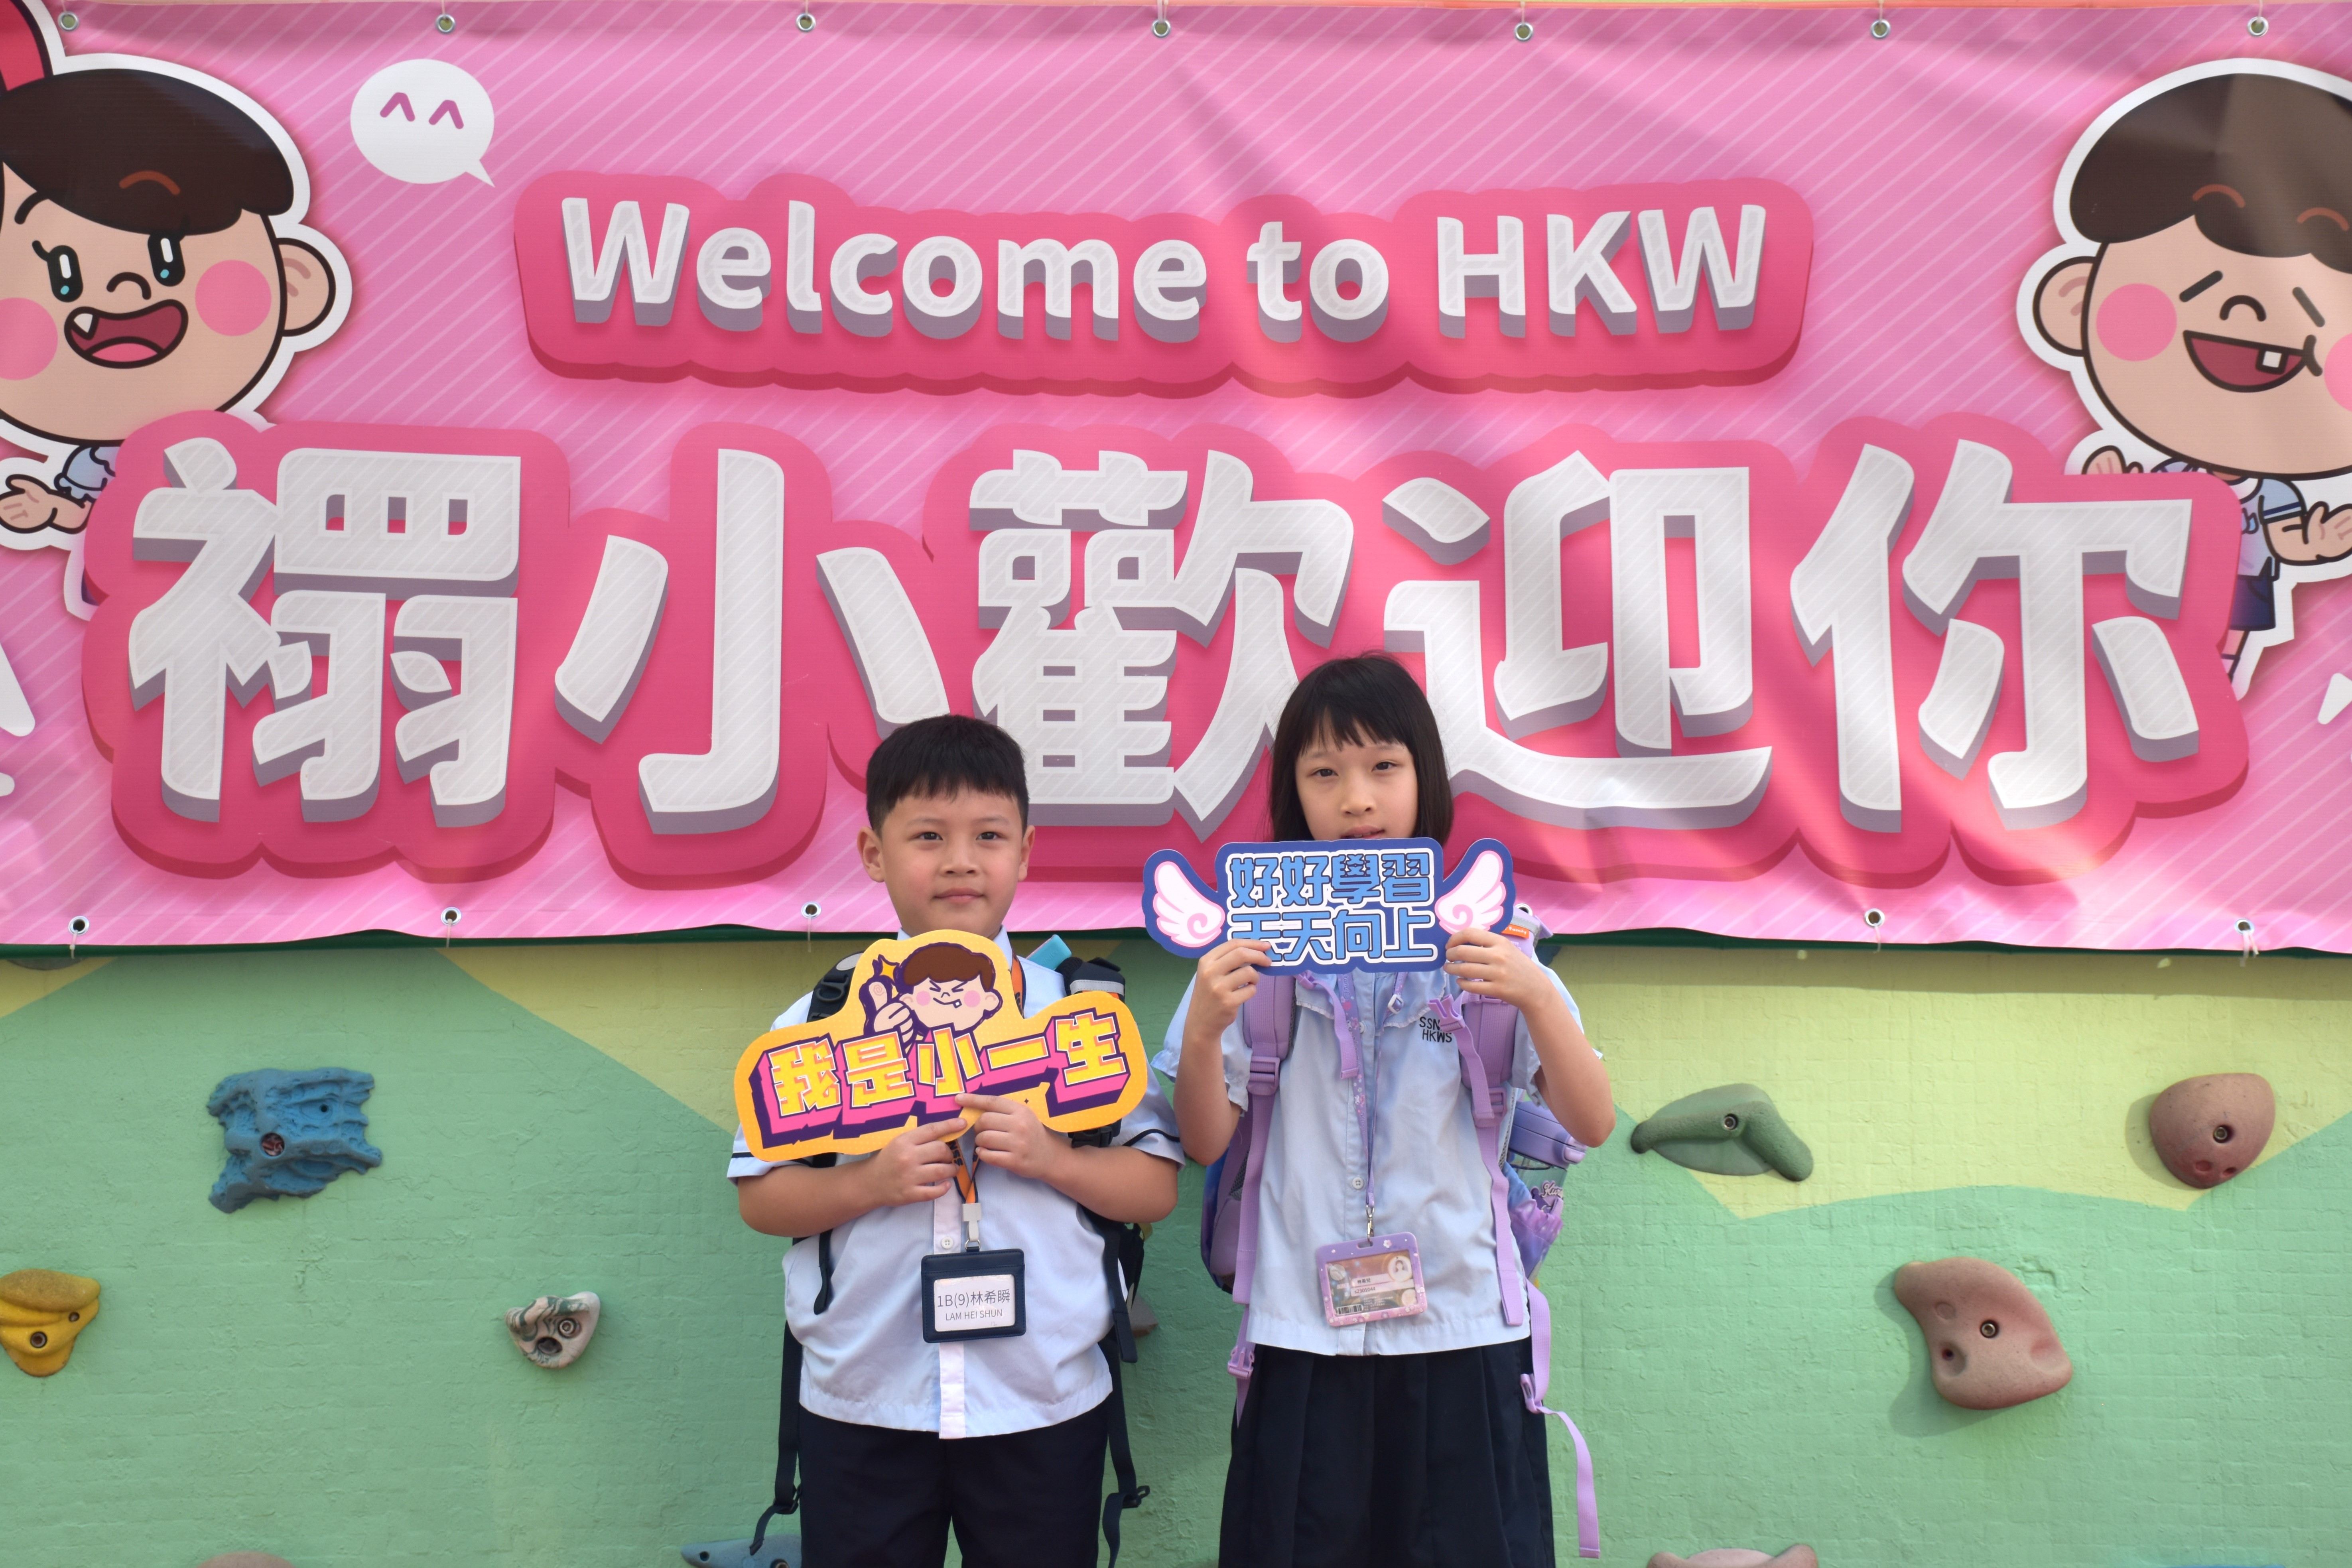 ^^
Welcome to HKW
禤小歡迎你
好好學習
天天向上
我是小一生
SSN
HKWS
1B(9)林希瞬
LAM HEI SHUN